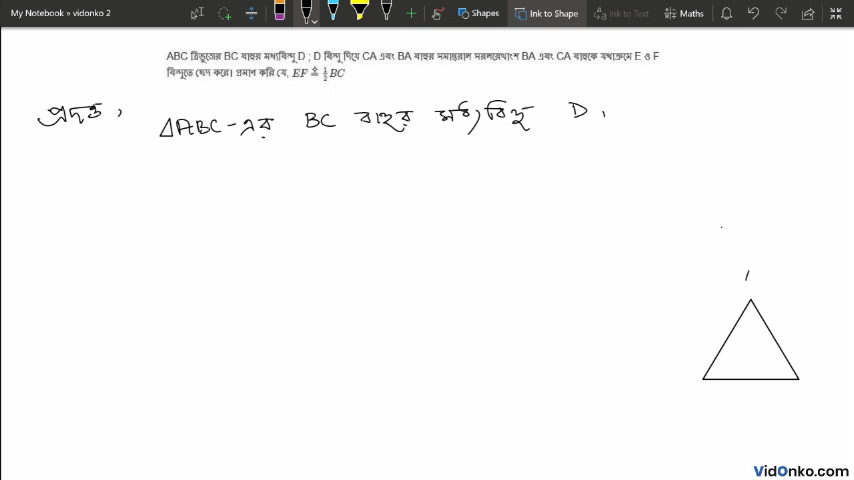 My Notebook » vidonko 2
Shapes Ink to Shape Ink to Text Maths
ABC ত্রিভুজের BC বাহুর মধ্যবিন্দু D ; D বিন্দু দিয়ে CA এবং BA বাহুর সমান্তরাল সরলরেখাংশ BA এবং CA বাহুকে যথাক্রমে E ও F
বিন্দুতে ছেদ করে। প্রমাণ করি যে, EF = ½ BC
প্রদত্ত,
ΔABC-এর BC বাহুর মধ্যবিন্দু D,
VidOnko.com